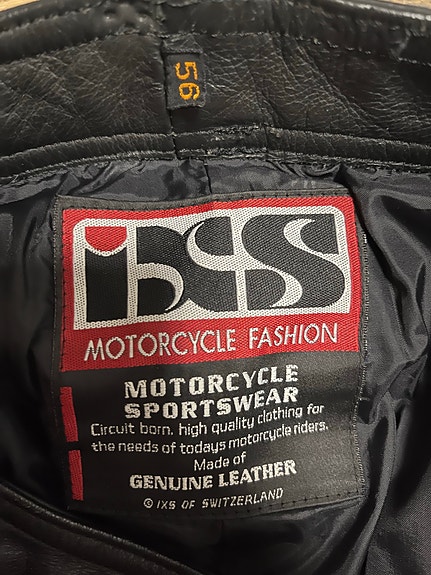 56
iXS
MOTORCYCLE FASHION
MOTORCYCLE
SPORTSWEAR
Circuit born, high quality clothing for
the needs of todays motorcycle riders.
Made of
GENUINE LEATHER
© IXS OF SWITZERLAND